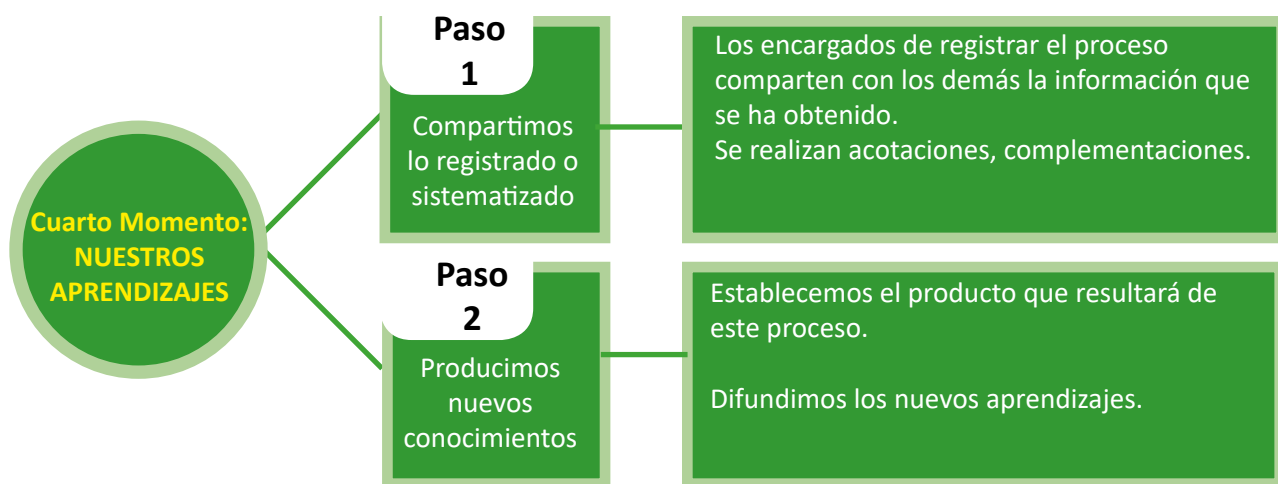 Cuarto Momento:
NUESTROS
APRENDIZAJES
Paso
1
Compartimos
lo registrado o
sistematizado
Los encargados de registrar el proceso
comparten con los demás la información que
se ha obtenido.
Se realizan acotaciones, complementaciones.
Paso
2
Producimos
nuevos
conocimientos
Establecemos el producto que resultará de
este proceso.
Difundimos los nuevos aprendizajes.